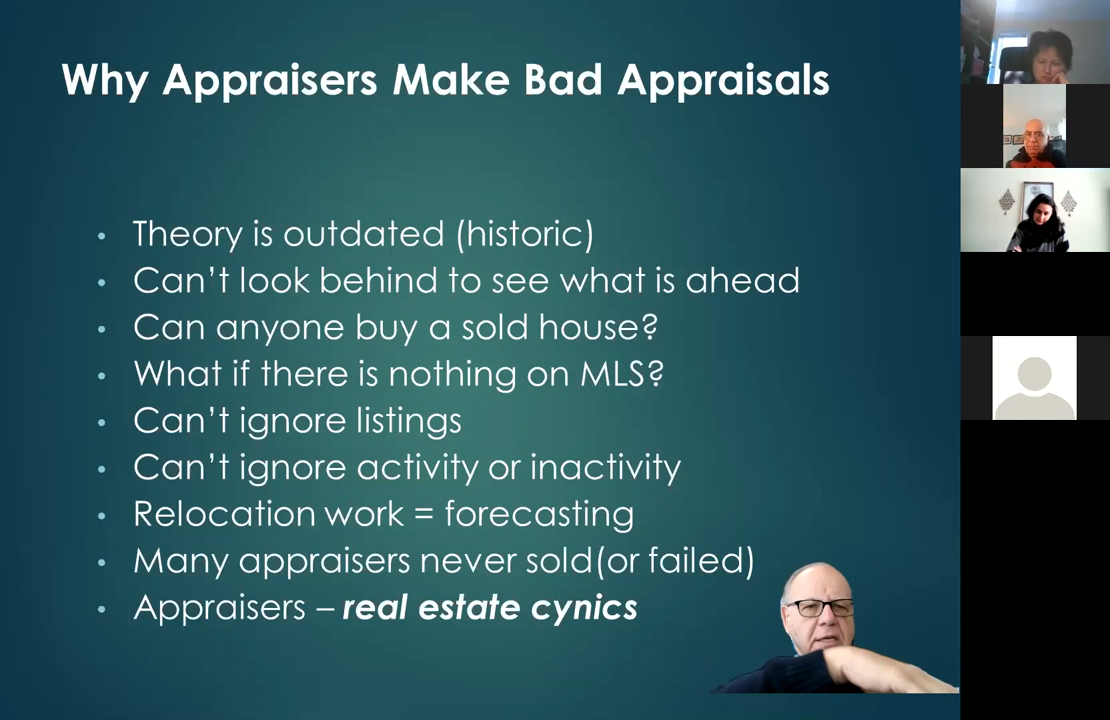 Why Appraisers Make Bad Appraisals
• Theory is outdated (historic)
• Can’t look behind to see what is ahead
• Can anyone buy a sold house?
• What if there is nothing on MLS?
• Can’t ignore listings
• Can’t ignore activity or inactivity
• Relocation work = forecasting
• Many appraisers never sold(or failed)
• Appraisers – real estate cynics